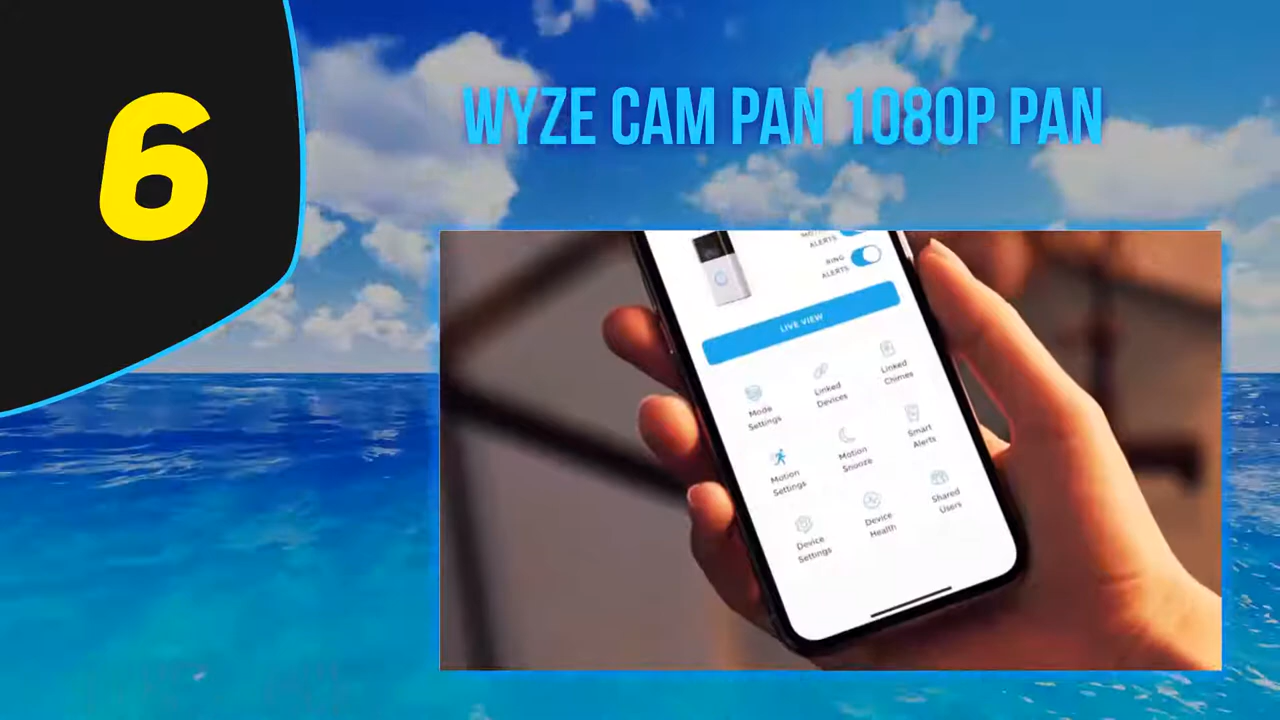 6
WYZE CAM PAN 1080P PAN
ALERTS
RING
ALERTS
LIVE VIEW
Mode
Settings
Linked
Devices
Linked
Chimes
Motion
Settings
Motion
Snooze
Smart
Alerts
Device
Settings
Device
Health
Shared
Users